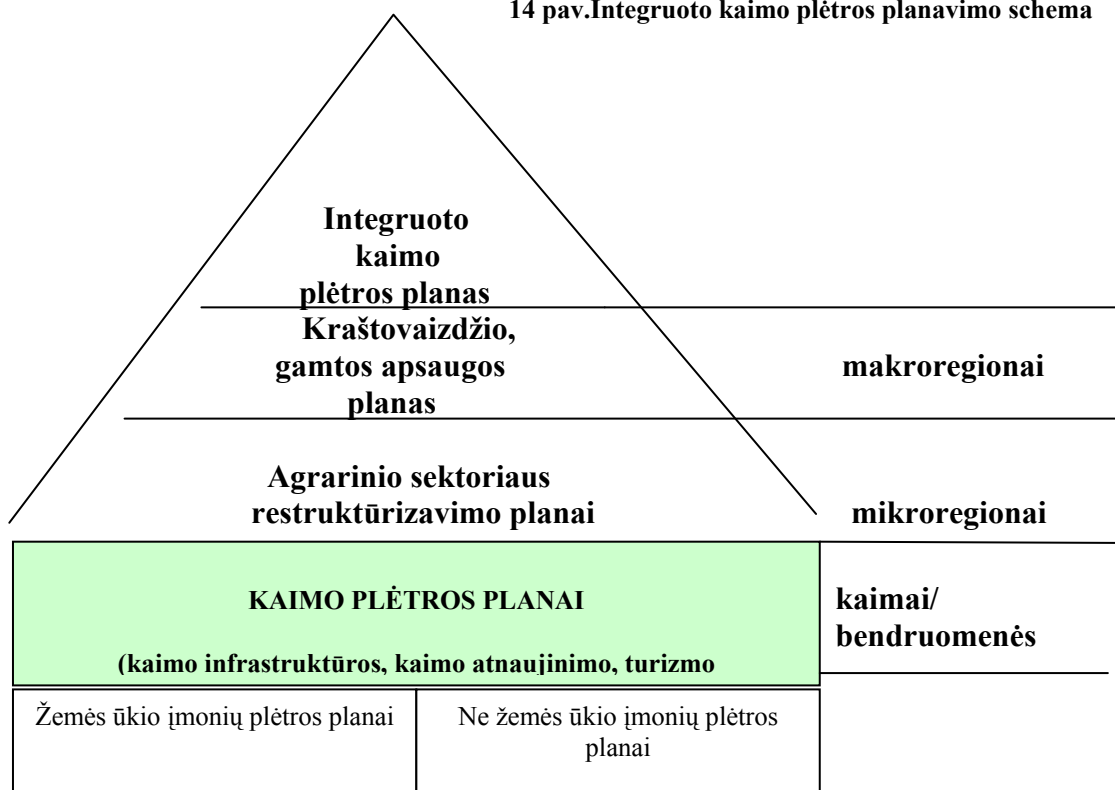 14 pav.Integruoto kaimo plėtros planavimo schema
Integruoto
kaimo
plėtros planas
Kraštovaizdžio,
gamtos apsaugos
planas
makroregionai
Agrarinio sektoriaus
restruktūrizavimo planai
mikroregionai
KAIMO PLĖTROS PLANAI
(kaimo infrastruktūros, kaimo atnaujinimo, turizmo
kaimai/
bendruomenės
Žemės ūkio įmonių plėtros planai
Ne žemės ūkio įmonių plėtros
planai